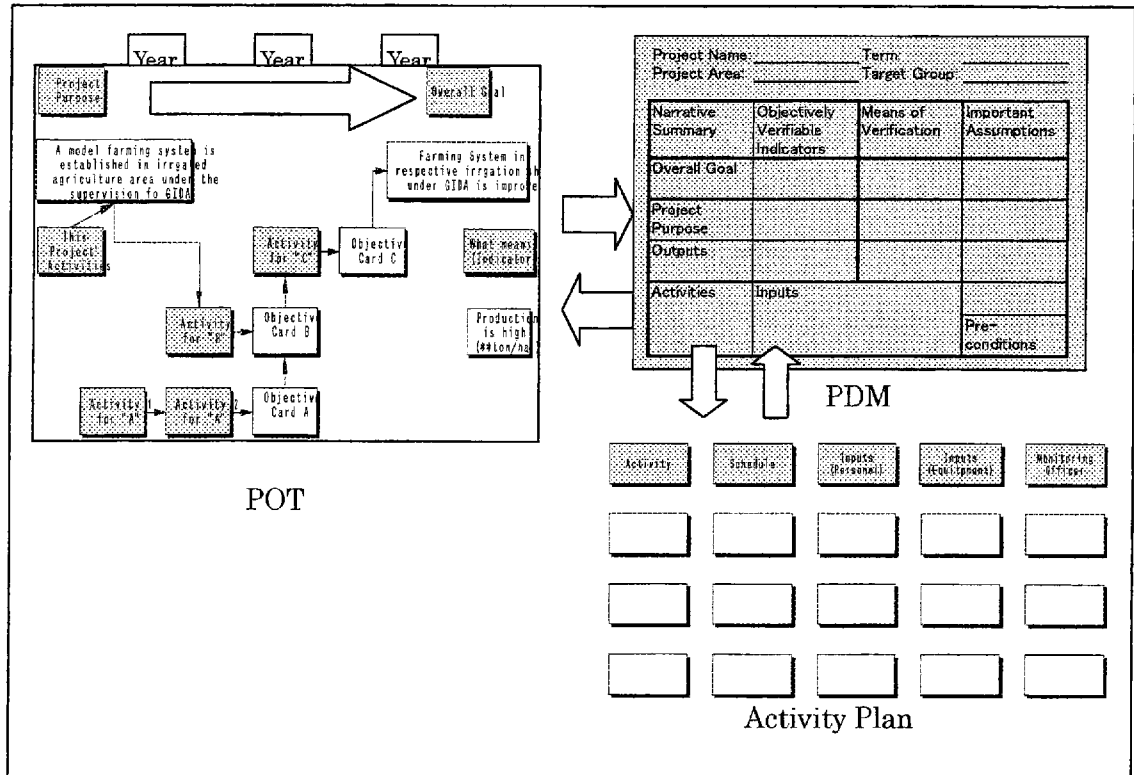 Year Year Year
Project
Purpose
Overall Goal
A model farming system is
established in irrgated
agriculture area under the
supervision fo GIDA
Farming System in
respective irrgation
under GIDA is improve
This
Project
Activities
Activity
for "C"
Objective
Card C
What means
(Indicator
Activity
for "B"
Objective
Card B
Production
is high
(**ton/ha
Activity 1
for "A"
Activity 2
for "A"
Objective
Card A
POT
Project Name: Term:
Project Area: Target Group:
Narrative
Summary
Objectively
Verifiable
Indicators
Means of
Verification
Important
Assumptions
Overall Goal
Project
Purpose
Outputs
Activities
Inputs
Pre-
conditions
PDM
Activity
Schedule
Inputs
(Personal)
Inputs
(Equipment)
Monitoring
Officer
Activity Plan